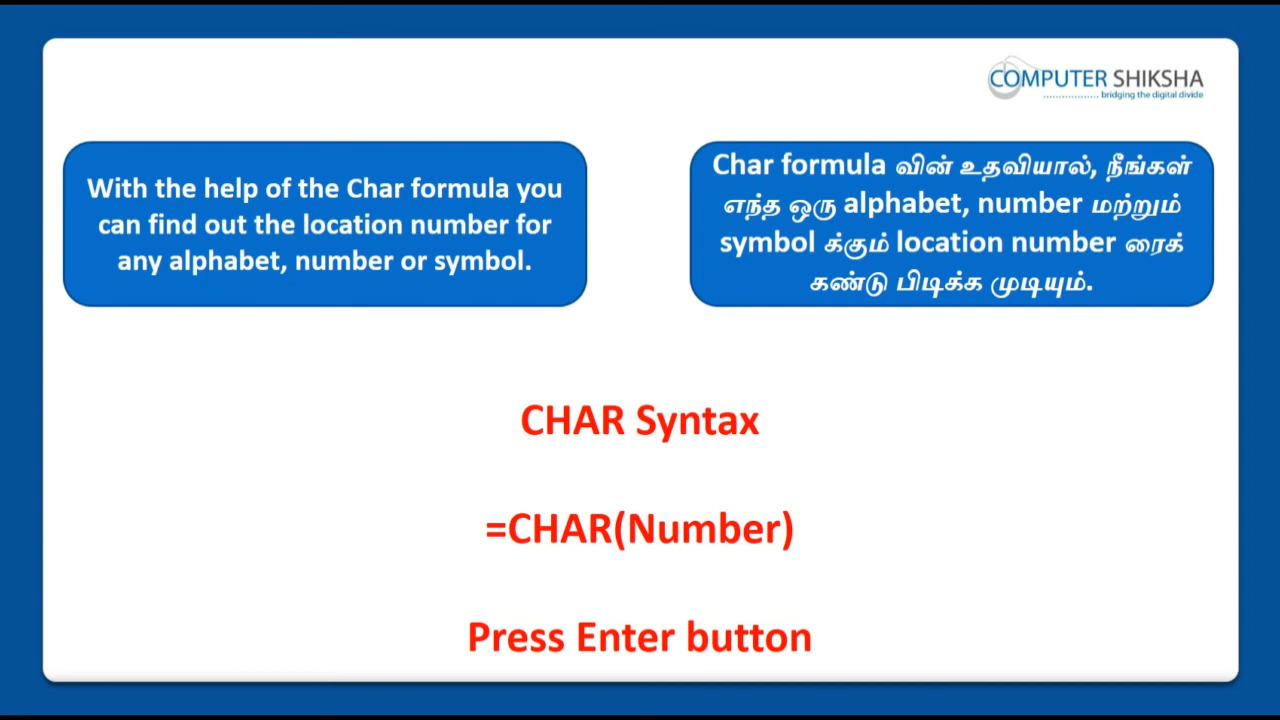 COMPUTER SHIKSHA
bridging the digital divide
With the help of the Char formula you
can find out the location number for
any alphabet, number or symbol.
Char formula வின் உதவியால், நீங்கள்
எந்த ஒரு alphabet, number மற்றும்
symbol க்கும் location number ரைக்
கண்டு பிடிக்க முடியும்.
CHAR Syntax
=CHAR(Number)
Press Enter button